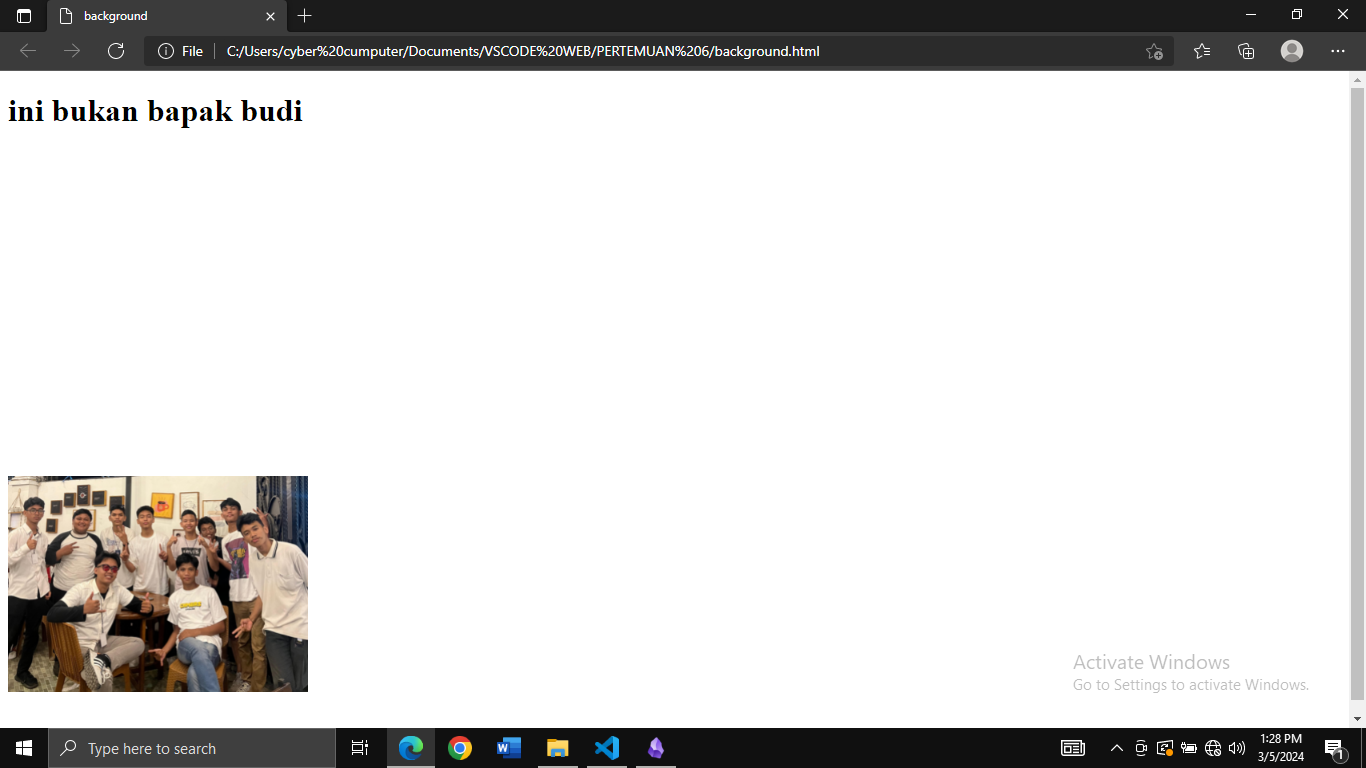 background
File
C:/Users/cyber%20cumputer/Documents/VSCODE%20WEB/PERTEMUAN%206/background.html
ini bukan bapak budi
Activate Windows
Go to Settings to activate Windows.
Type here to search
1:28 PM
3/5/2024
1